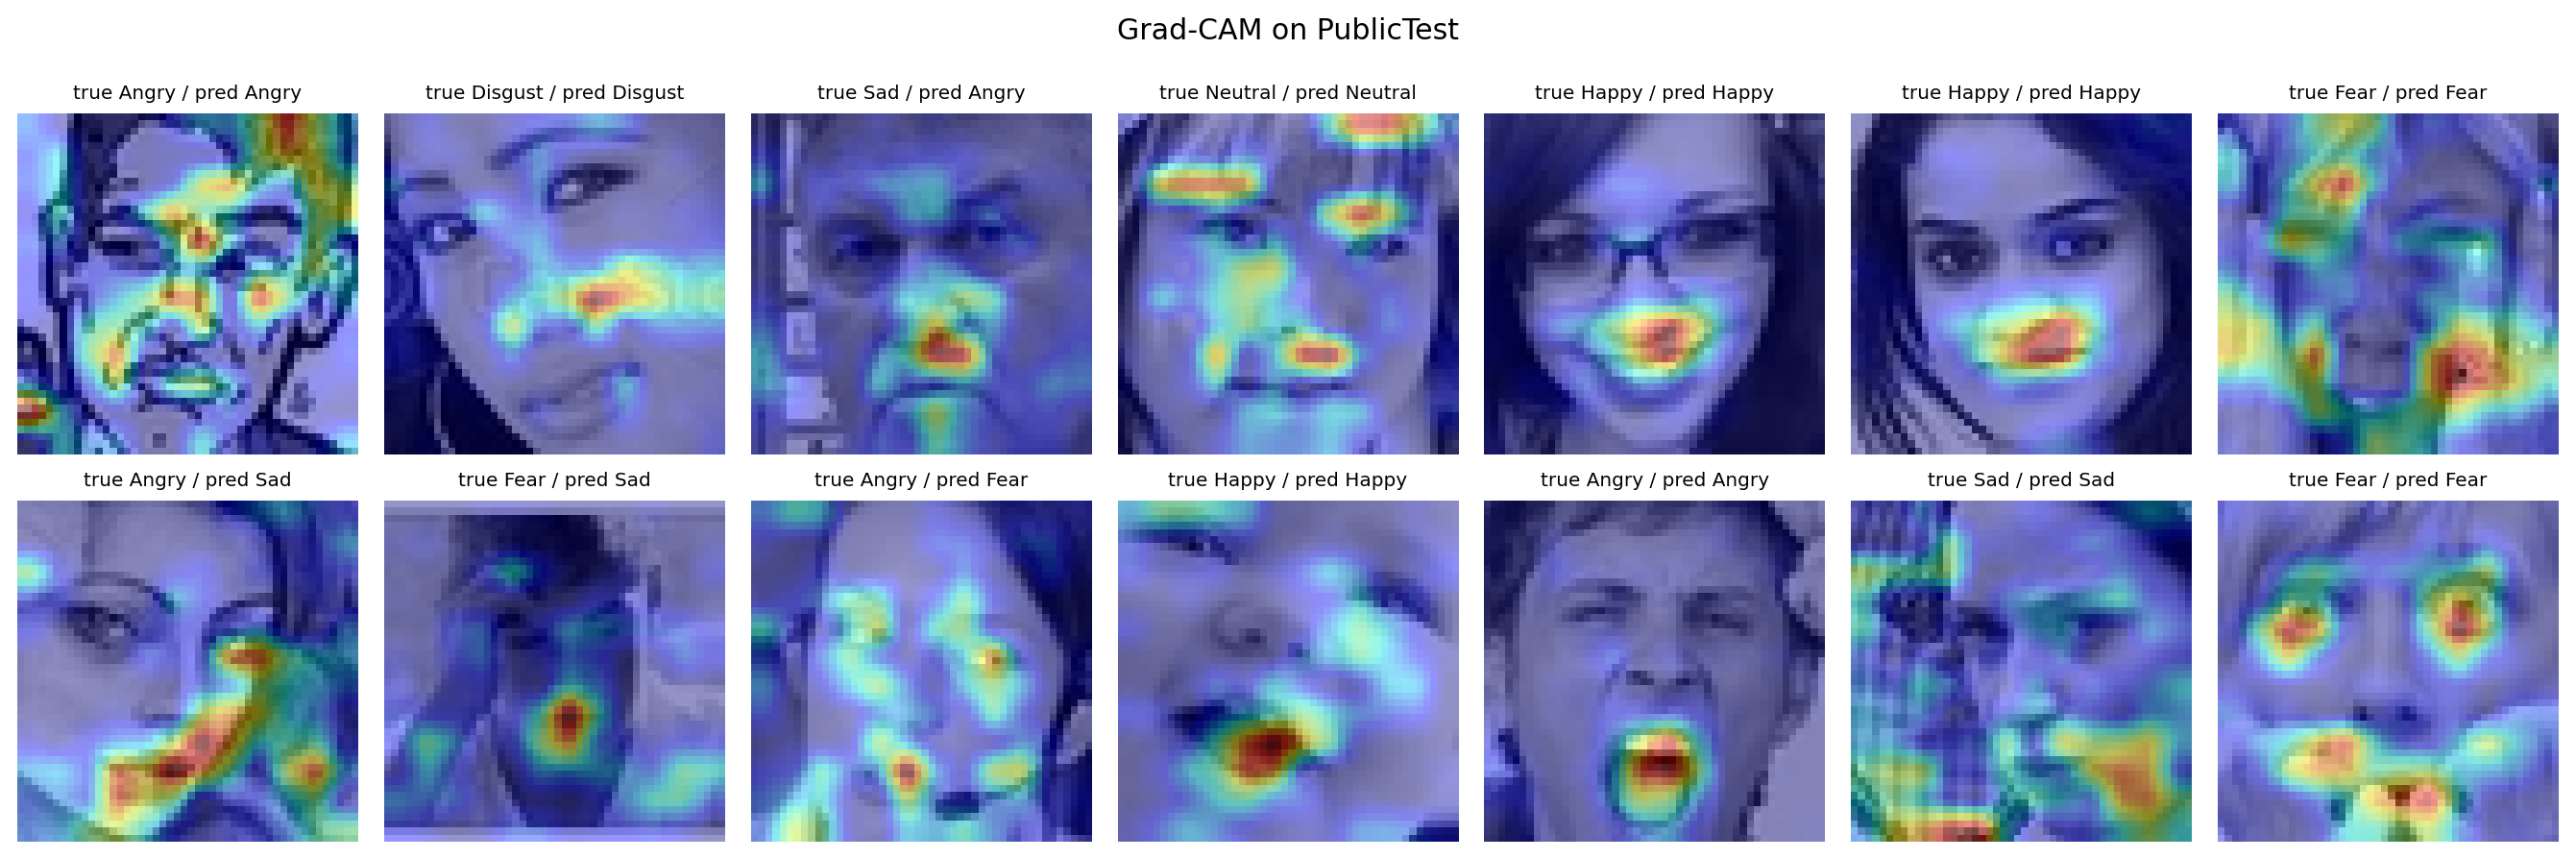 Grad-CAM on PublicTest
true Angry / pred Angry
true Disgust / pred Disgust
true Sad / pred Angry
true Neutral / pred Neutral
true Happy / pred Happy
true Happy / pred Happy
true Fear / pred Fear
true Angry / pred Sad
true Fear / pred Sad
true Angry / pred Fear
true Happy / pred Happy
true Angry / pred Angry
true Sad / pred Sad
true Fear / pred Fear